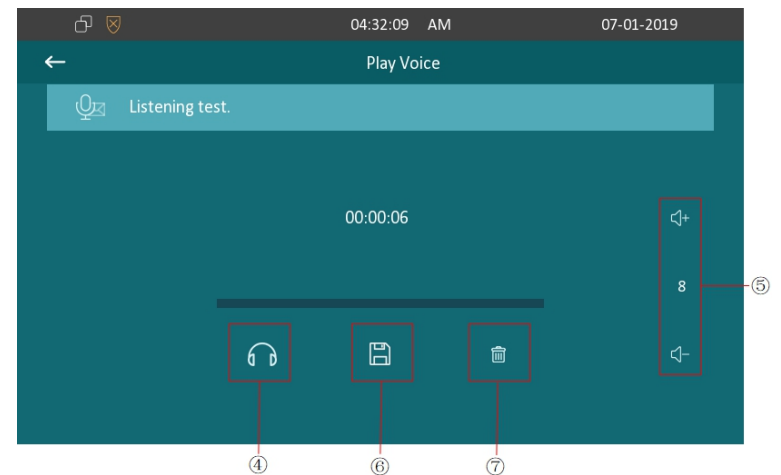 04:32:09 AM 07-01-2019
Play Voice
Listening test.
00:00:06
8
⑤
④ ⑥ ⑦